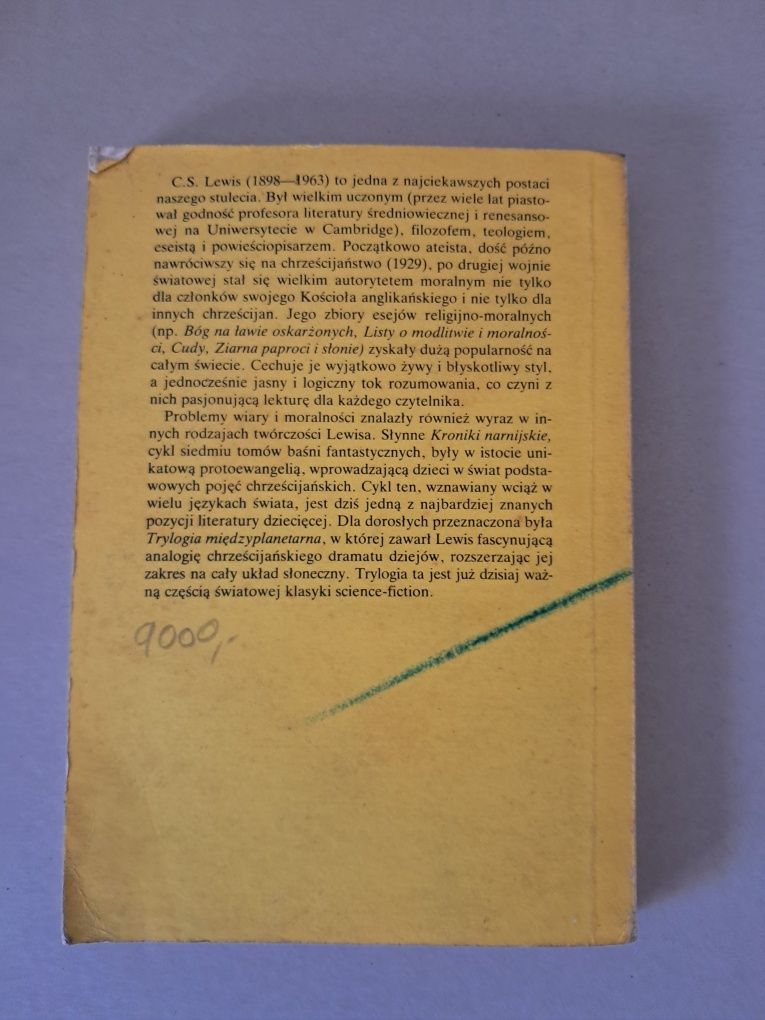 C.S. Lewis (1898—1963) to jedna z najciekawszych postaci
naszego stulecia. Był wielkim uczonym (przez wiele lat piasto-
wał godność profesora literatury średniowiecznej i renesanso-
wej na Uniwersytecie w Cambridge), filozofem, teologiem,
eseistą i powieściopisarzem. Początkowo ateista, dość późno
nawróciwszy się na chrześcijaństwo (1929), po drugiej wojnie
światowej stał się wielkim autorytetem moralnym nie tylko
dla członków swojego Kościoła anglikańskiego i nie tylko dla
innych chrześcijan. Jego zbiory esejów religijno-moralnych
(np. Bóg na ławie oskarżonych, Listy o modlitwie i moralnoś-
ci, Cudy, Ziarna paproci i słonie) zyskały dużą popularność na
całym świecie. Cechuje je wyjątkowo żywy i błyskotliwy styl,
a jednocześnie jasny i logiczny tok rozumowania, co czyni z
nich pasjonującą lekturę dla każdego czytelnika.
Problemy wiary i moralności znalazły również wyraz w in-
nych rodzajach twórczości Lewisa. Słynne Kroniki narnijskie,
cykl siedmiu tomów baśni fantastycznych, były w istocie uni-
katową protoewangelią, wprowadzającą dzieci w świat podsta-
wowych pojęć chrześcijańskich. Cykl ten, wznawiany wciąż w
wielu językach świata, jest dziś jedną z najbardziej znanych
pozycji literatury dziecięcej. Dla dorosłych przeznaczona była
Trylogia międzyplanetarna, w której zawarł Lewis fascynującą
analogię chrześcijańskiego dramatu dziejów, rozszerzając jej
zakres na cały układ słoneczny. Trylogia ta jest już dzisiaj waż-
ną częścią światowej klasyki science-fiction.
9000,-